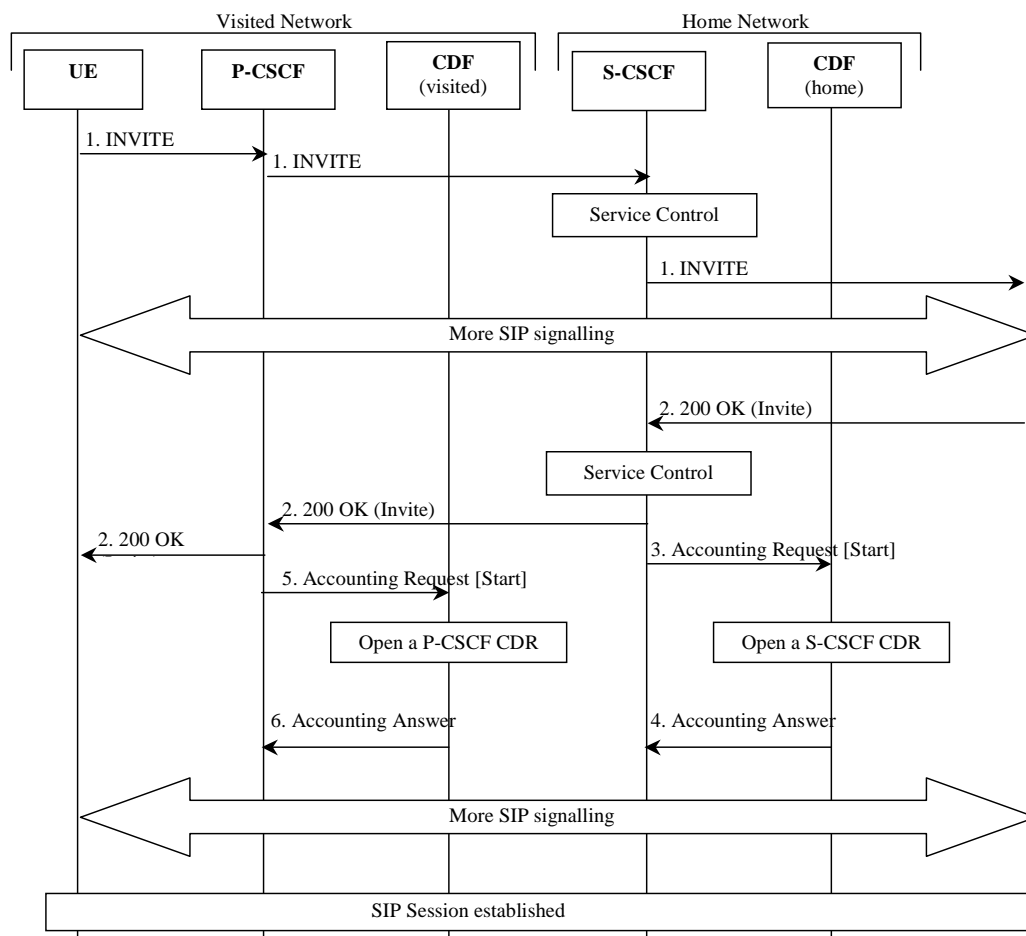 Visited Network
Home Network
UE
P-CSCF
CDF
(visited)
S-CSCF
CDF
(home)
1. INVITE
1. INVITE
Service Control
1. INVITE
More SIP signalling
2. 200 OK (Invite)
Service Control
2. 200 OK (Invite)
2. 200 OK
3. Accounting Request [Start]
5. Accounting Request [Start]
Open a P-CSCF CDR
Open a S-CSCF CDR
6. Accounting Answer
4. Accounting Answer
More SIP signalling
SIP Session established